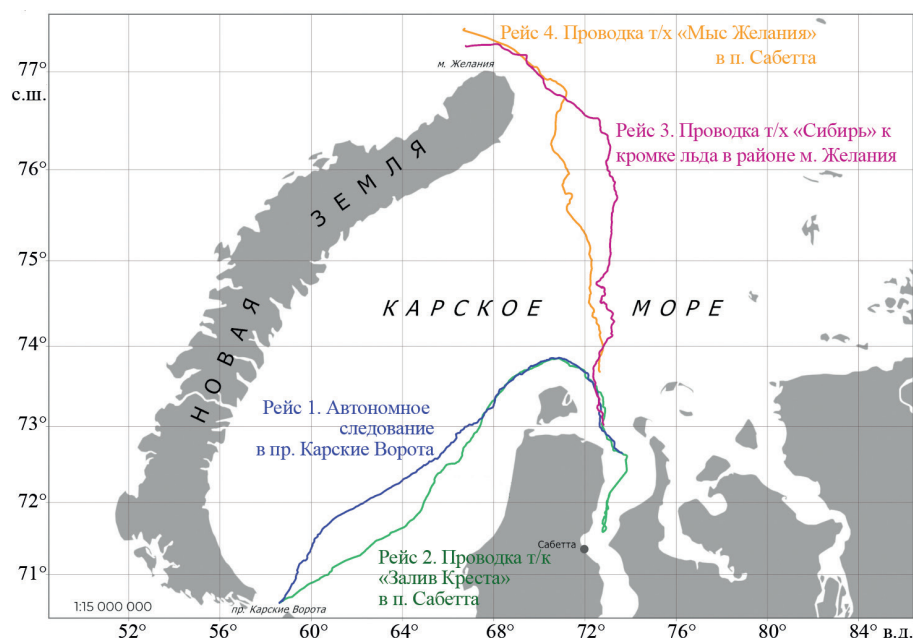 Рейс 4. Проводка т/х «Мыс Желания»
в п. Сабетта
77°
с.ш.
м. Желания
Рейс 3. Проводка т/х «Сибирь» к
кромке льда в районе м. Желания
76°
НОВАЯ ЗЕМЛЯ
75°
КАРСКОЕ МОРЕ
74°
73°
Рейс 1. Автономное
следование
в пр. Карские Ворота
72°
Сабетта
Рейс 2. Проводка т/к
«Залив Креста»
в п. Сабетта
71°
1:15 000 000
пр. Карские Ворота
52° 56° 60° 64° 68° 72° 76° 80° 84° в.д.